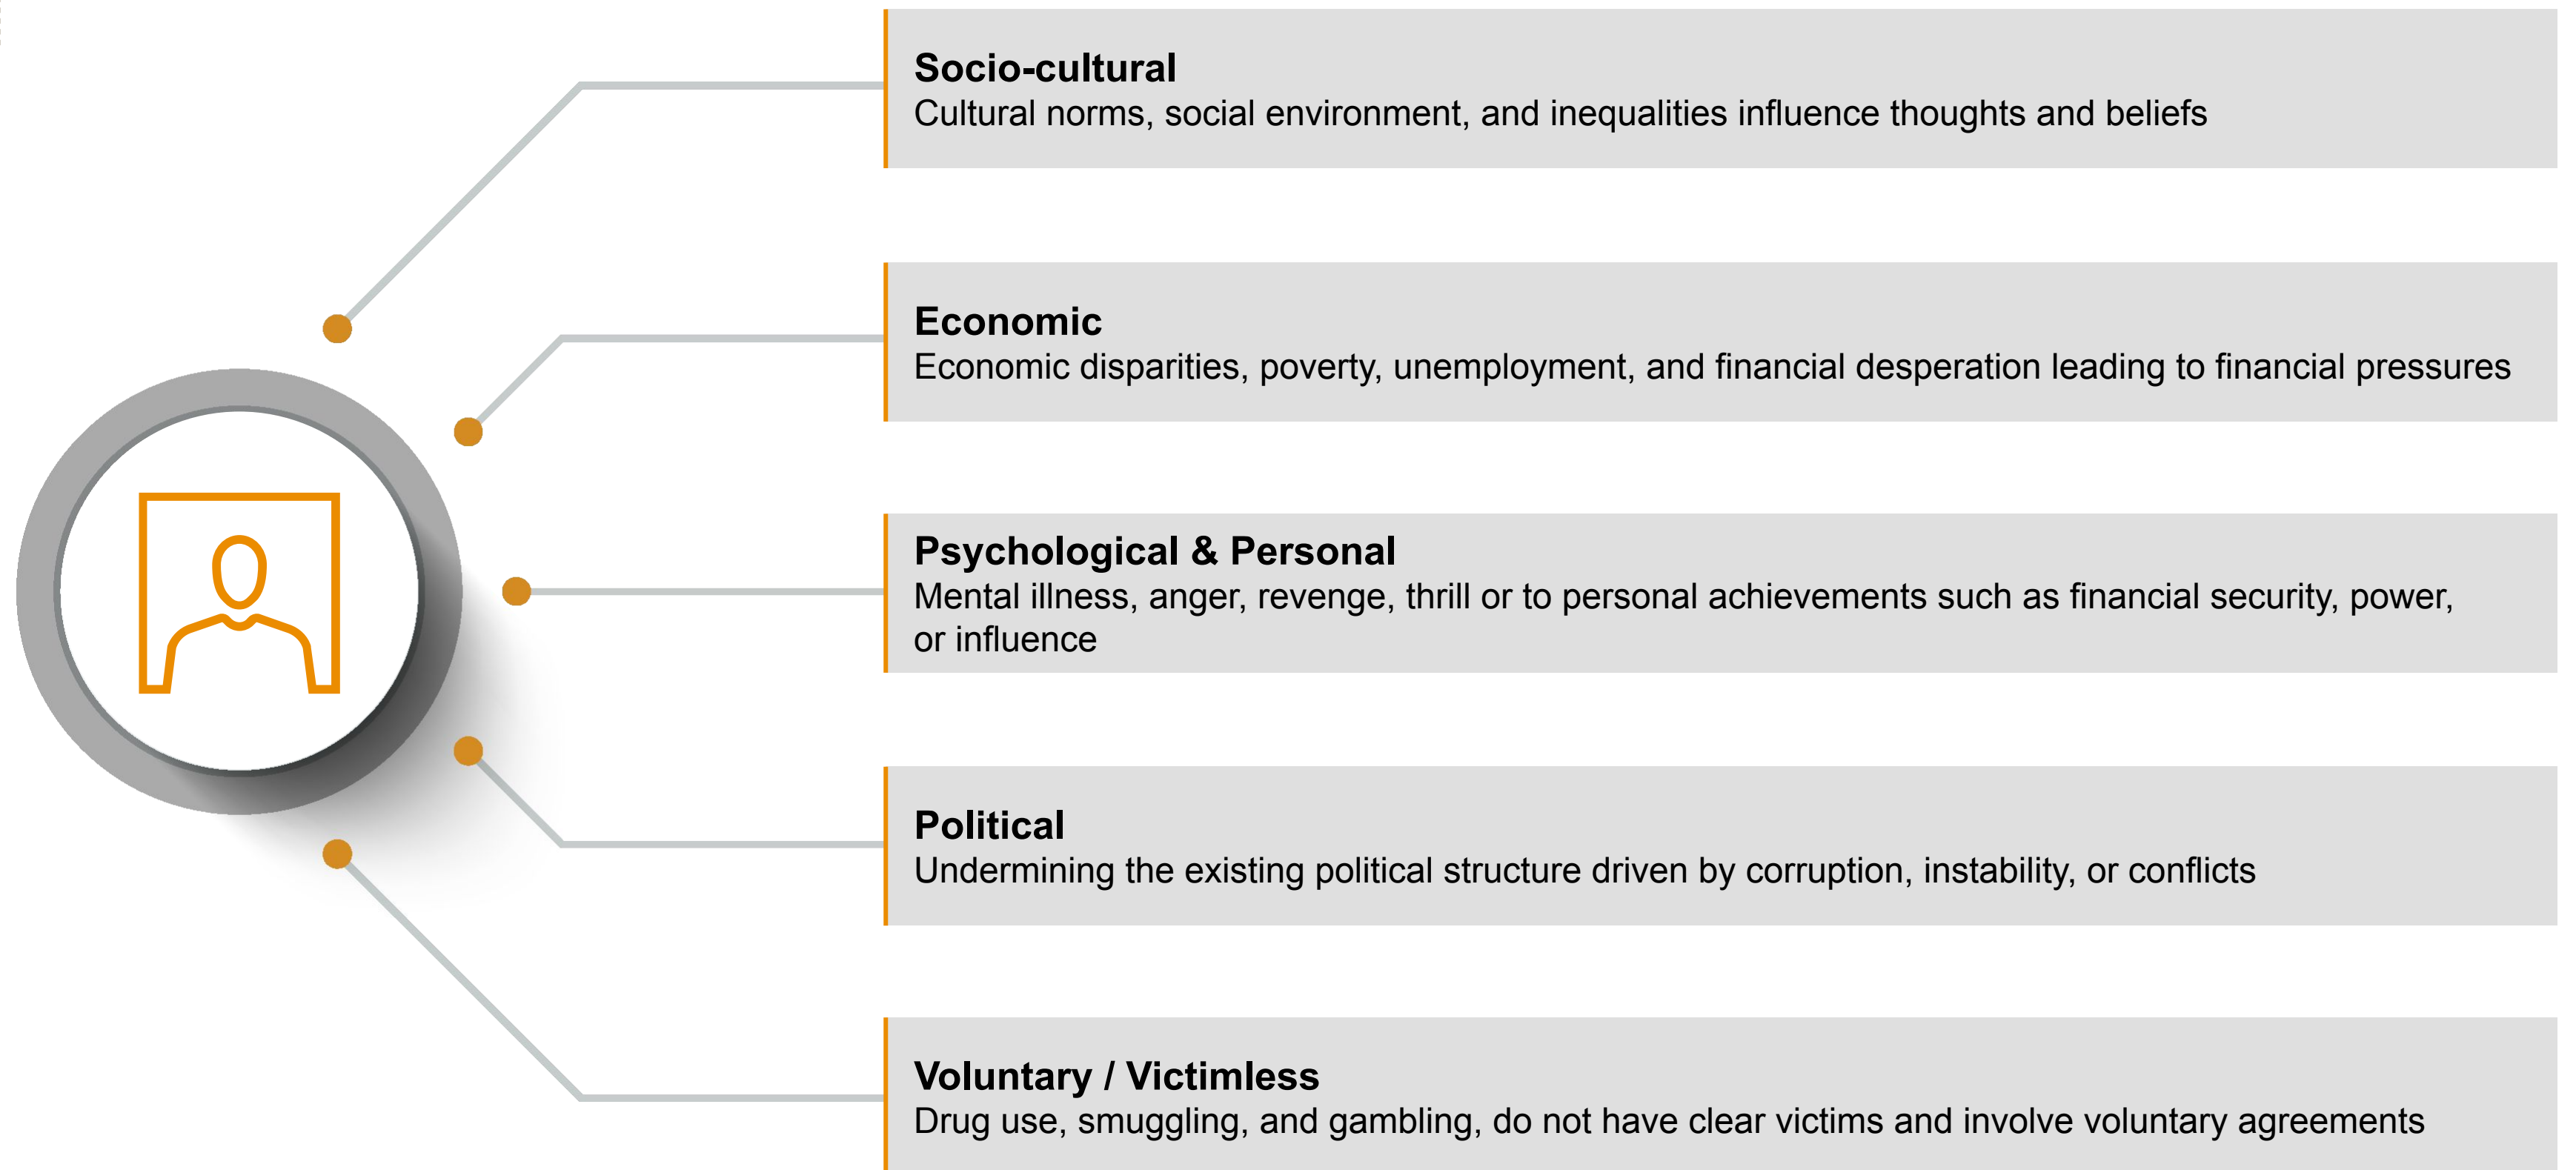 Socio-cultural
Cultural norms, social environment, and inequalities influence thoughts and beliefs
Economic
Economic disparities, poverty, unemployment, and financial desperation leading to financial pressures
Psychological & Personal
Mental illness, anger, revenge, thrill or to personal achievements such as financial security, power,
or influence
Political
Undermining the existing political structure driven by corruption, instability, or conflicts
Voluntary / Victimless
Drug use, smuggling, and gambling, do not have clear victims and involve voluntary agreements